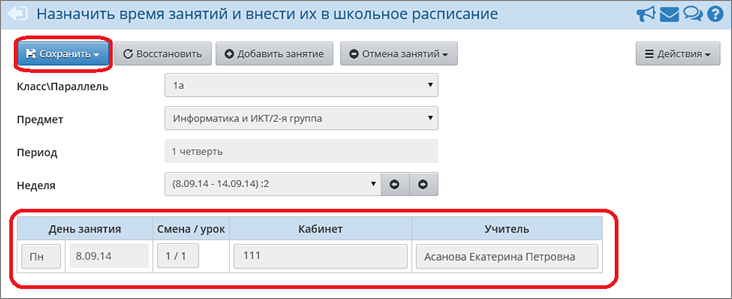 Назначить время занятий и внести их в школьное расписание
Сохранить Восстановить Добавить занятие Отмена занятий Действия
Класс\Параллель 1а
Предмет Информатика и ИКТ/2-я группа
Период 1 четверть
Неделя (8.09.14 - 14.09.14) :2
День занятия Смена / урок Кабинет Учитель
Пн 8.09.14 1 / 1 111 Асанова Екатерина Петровна